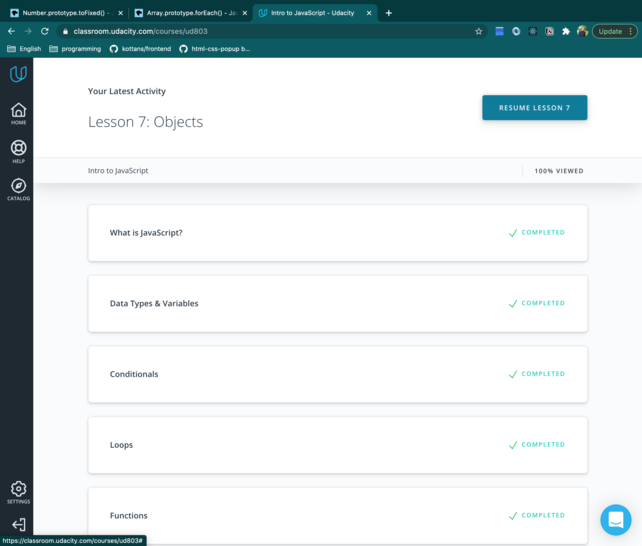 Number.prototype.toFixed() -
Array.prototype.forEach() - Ja
Intro to JavaScript - Udacity
classroom.udacity.com/courses/ud803
Update
English
programming
kottans/frontend
html-css-popup b...
HOME
HELP
CATALOG
Your Latest Activity
Lesson 7: Objects
RESUME LESSON 7
Intro to JavaScript
100% VIEWED
What is JavaScript?
COMPLETED
Data Types & Variables
COMPLETED
Conditionals
COMPLETED
Loops
COMPLETED
Functions
COMPLETED
SETTINGS
https://classroom.udacity.com/courses/ud803#